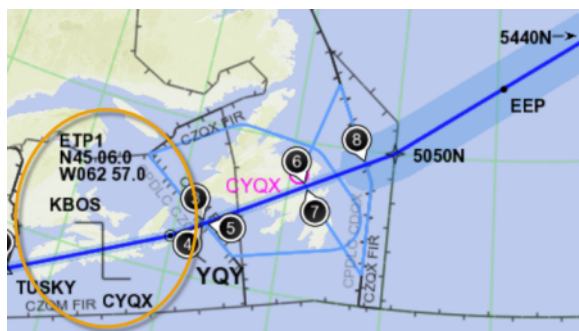 5440N
EEP
CZQX FIR
ETP1
N45 06.0
W062 57.0
KBOS
8
6
5050N
CYQX
3
7
5
4
YQY
TUSKY
CYQX
CZQM FIR
CZQX FIR